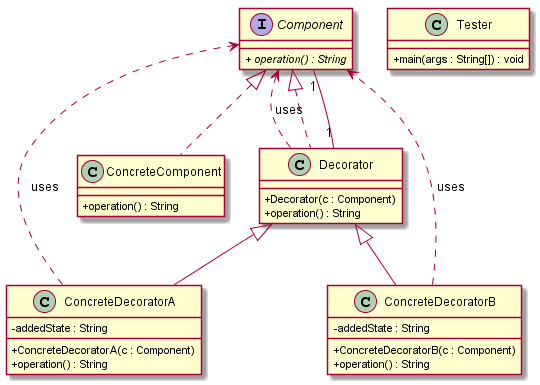 I Component
+ operation() : String
C Tester
+main(args : String[]) : void
uses
1
1
C ConcreteComponent
+operation() : String
C Decorator
+Decorator(c : Component)
+operation() : String
uses
uses
C ConcreteDecoratorA
-addedState : String
+ConcreteDecoratorA(c : Component)
+operation() : String
C ConcreteDecoratorB
-addedState : String
+ConcreteDecoratorB(c : Component)
+operation() : String